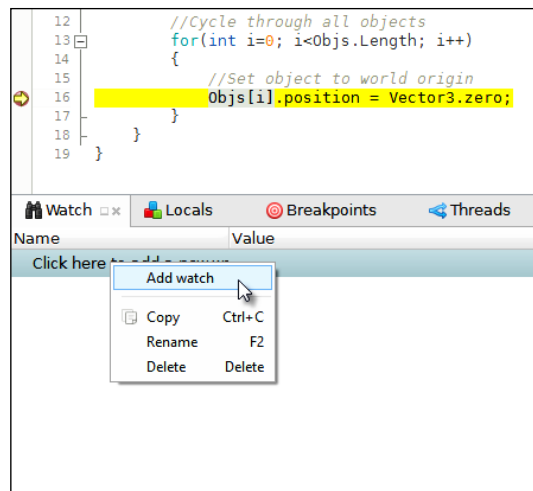 12 //Cycle through all objects
13 for(int i=0; i<Objs.Length; i++)
14 {
15 //Set object to world origin
16 Objs[i].position = Vector3.zero;
17 }
18 }
19 }
Watch Locals Breakpoints Threads
Name Value
Click here to add a new
Add watch
Copy Ctrl+C
Rename F2
Delete Delete